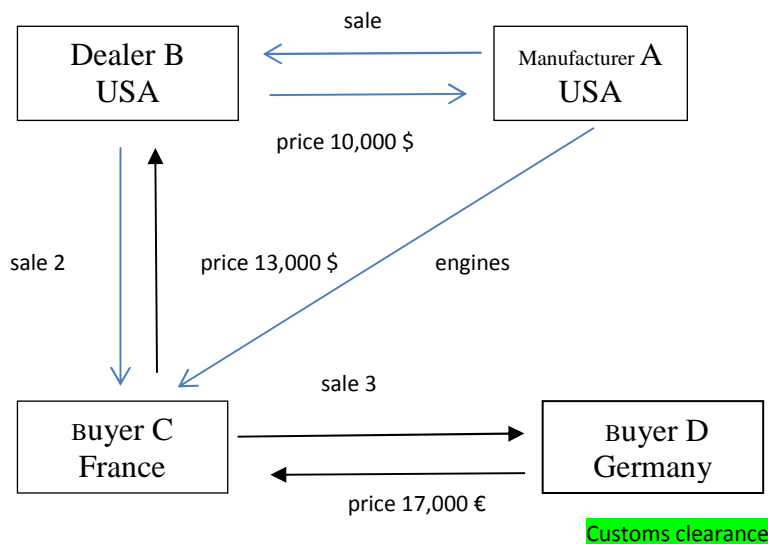 sale
Dealer B
USA
Manufacturer A
USA
price 10,000 $
sale 2
price 13,000 $
engines
sale 3
Buyer C
France
Buyer D
Germany
price 17,000 €
Customs clearance